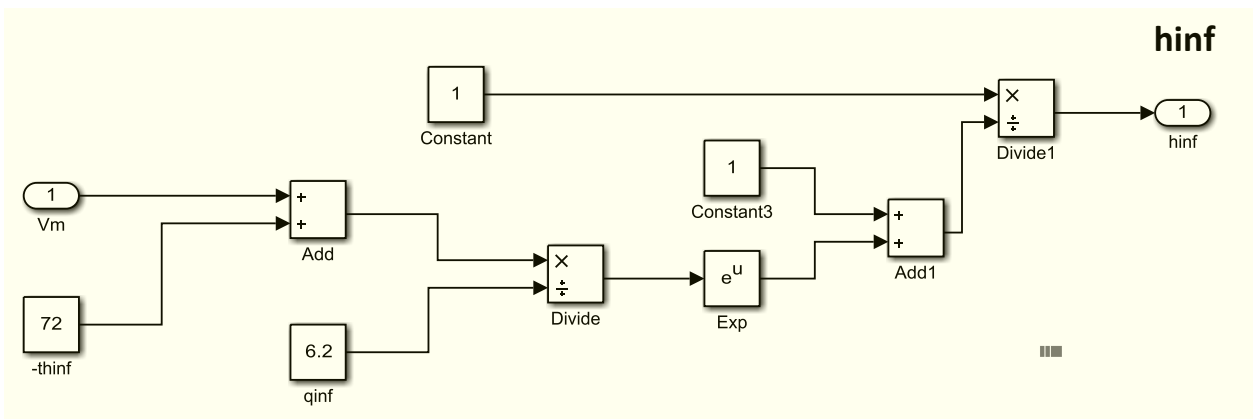 hinf
1
Constant
×
÷
Divide1
1
hinf
1
Constant3
1
Vm
+
+
Add
+
+
Add1
×
÷
Divide
e^u
Exp
72
-thinf
6.2
qinf